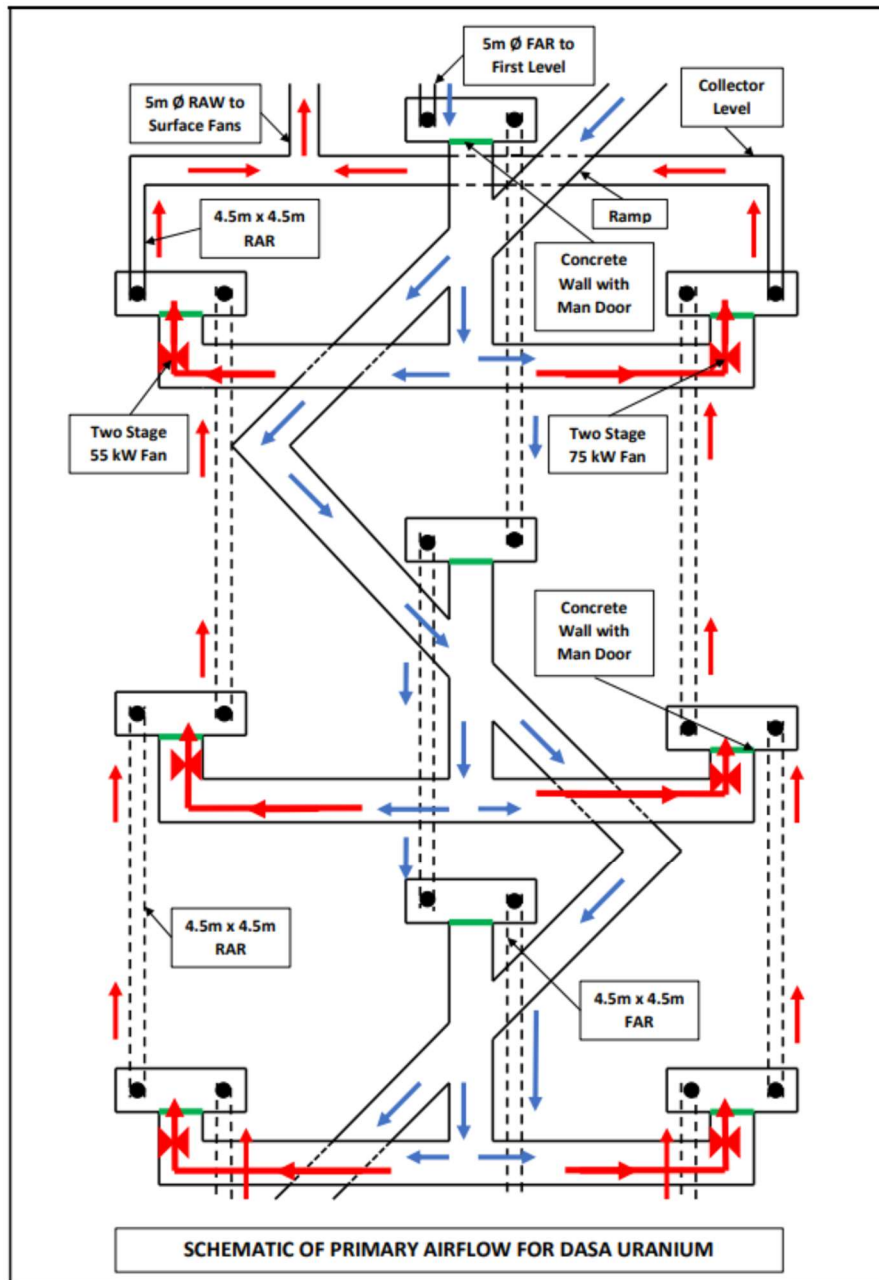 5m Ø FAR to
First Level
Collector
Level
5m Ø RAW to
Surface Fans
4.5m x 4.5m
RAR
Ramp
Concrete
Wall with
Man Door
Two Stage
55 kW Fan
Two Stage
75 kW Fan
Concrete
Wall with
Man Door
4.5m x 4.5m
RAR
4.5m x 4.5m
FAR
SCHEMATIC OF PRIMARY AIRFLOW FOR DASA URANIUM